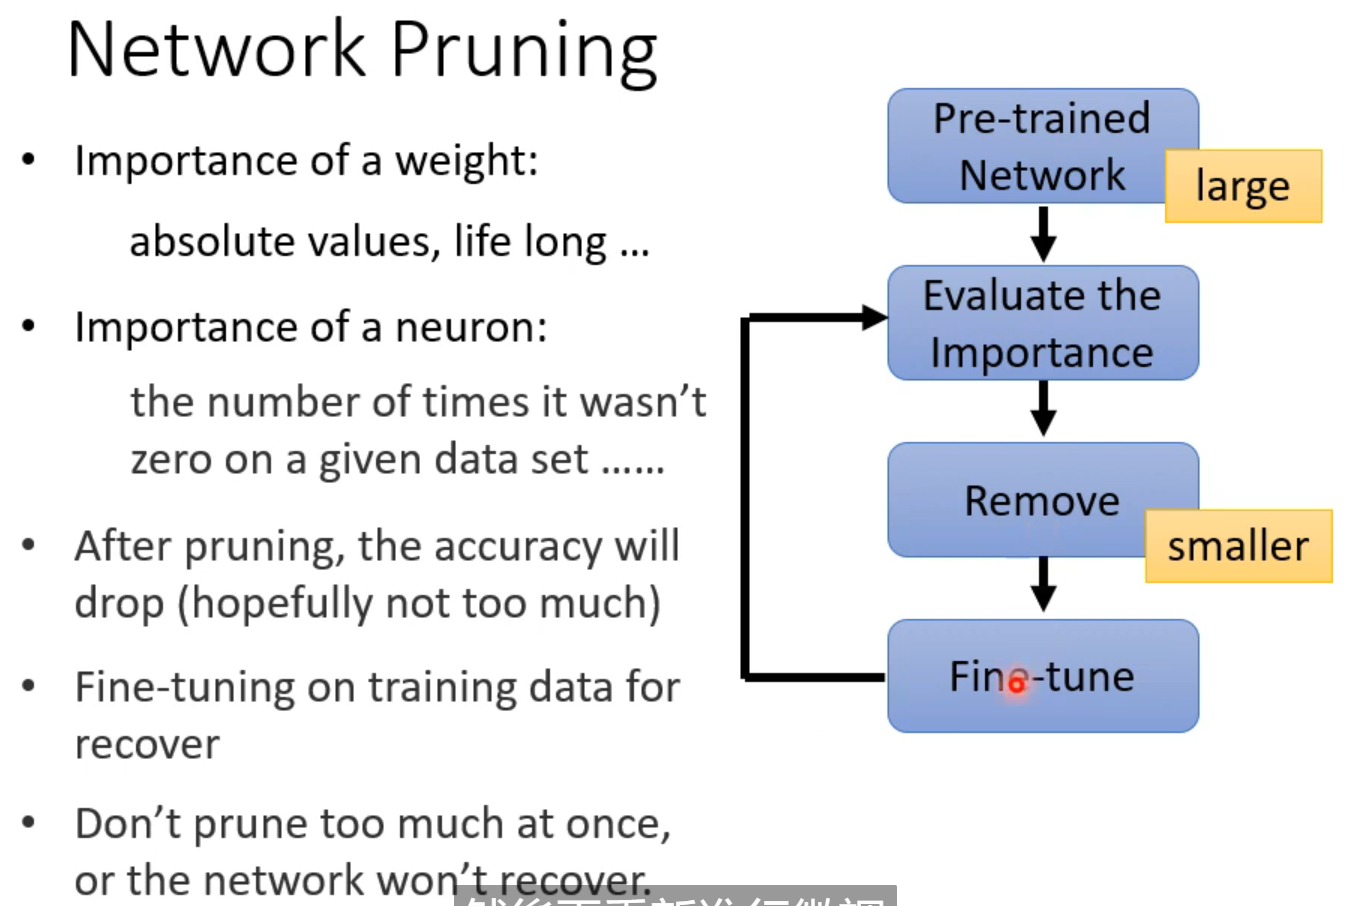 Network Pruning
• Importance of a weight:
absolute values, life long …
• Importance of a neuron:
the number of times it wasn’t
zero on a given data set ……
• After pruning, the accuracy will
drop (hopefully not too much)
• Fine-tuning on training data for
recover
• Don’t prune too much at once,
or the network won’t recover.
Pre-trained
Network
large
Evaluate the
Importance
Remove
smaller
Fine-tune